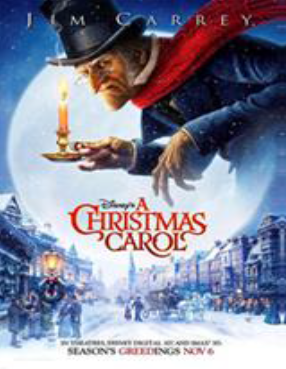 JIM CARREY
Disney's A
CHRISTMAS
CAROL
IN THEATRES, DISNEY DIGITAL 3D AND IMAX 3D
SEASON'S GREEDINGS NOV 6